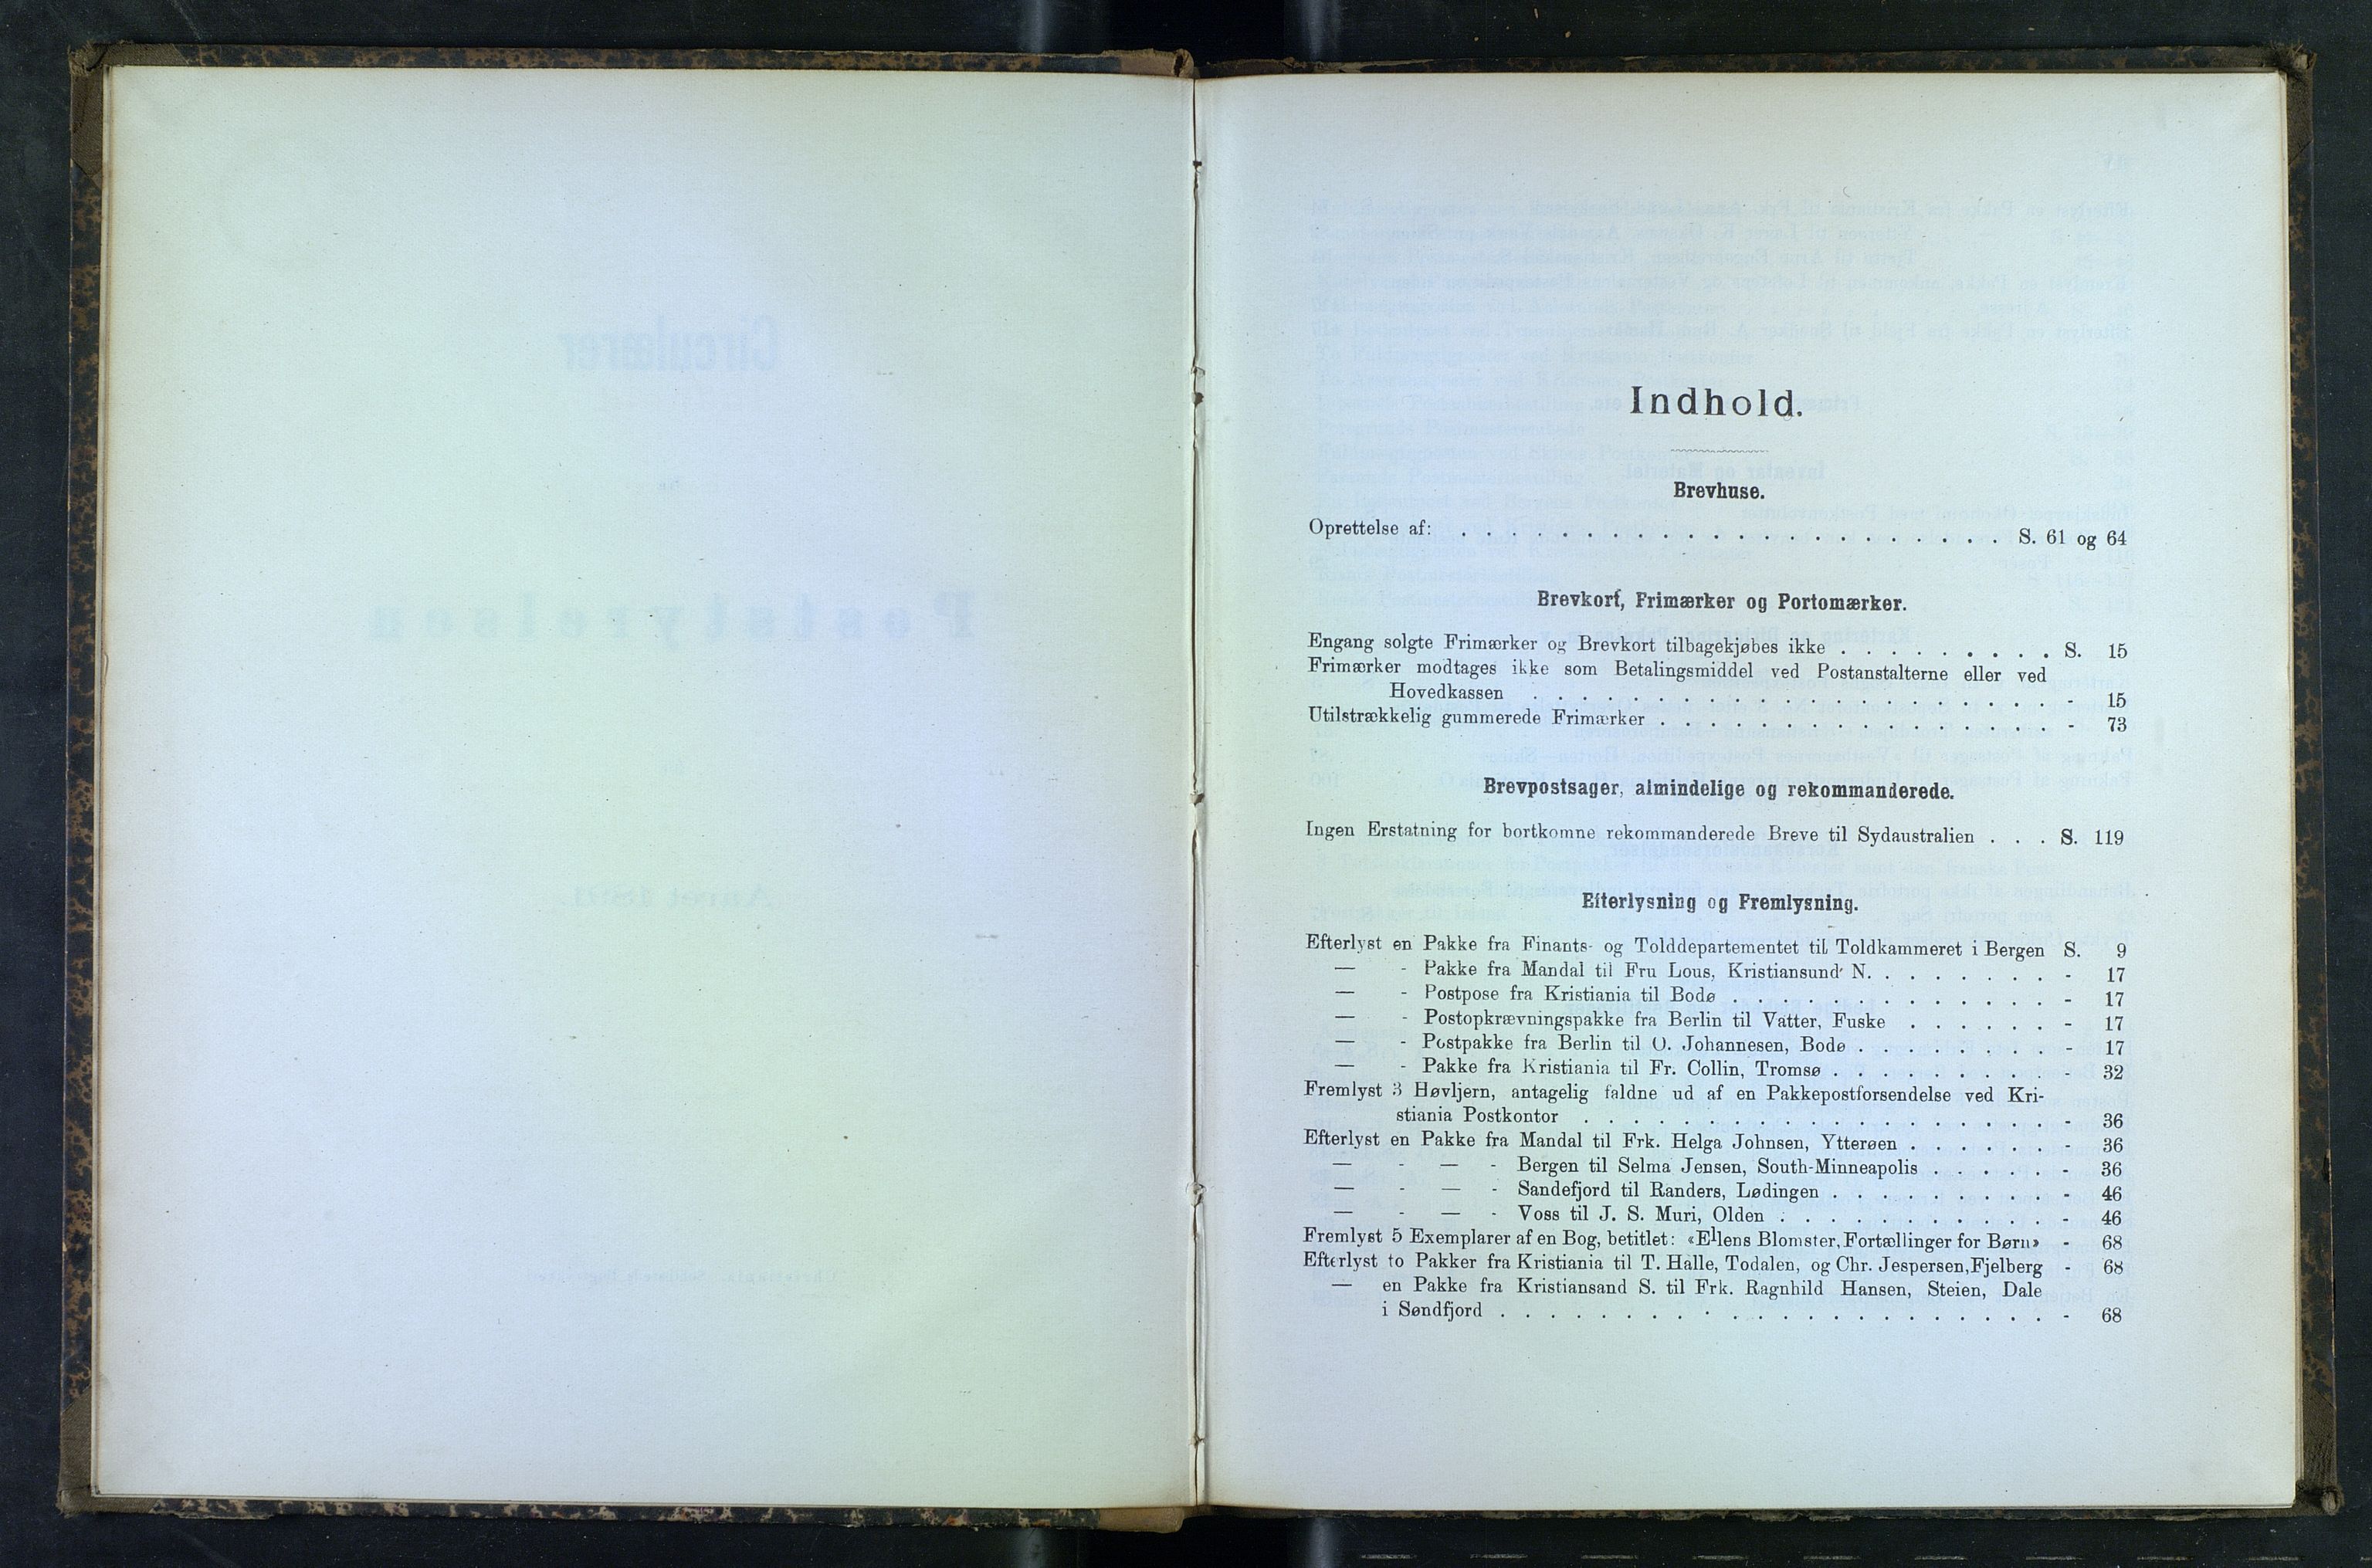 Indhold.
Brevhuse.
Oprettelse af: . . . . . . . . . . . . . . . . . . . . . . S. 61 og 64
Brevkort, Frimærker og Portomærker.
Engang solgte Frimærker og Brevkort tilbagekjøbes ikke . . . . . . . . . S. 15
Frimærker modtages ikke som Betalingsmiddel ved Postanstalterne eller ved
Hovedkassen . . . . . . . . . . . . . . . . . . . . . - 15
Utilstrækkelig gummerede Frimærker . . . . . . . . . . . . . . . . - 73
Brevpostsager, almindelige og rekommanderede.
Ingen Erstatning for bortkomne rekommanderede Breve til Sydaustralien . . . S. 119
Efterlysning og Fremlysning.
Efterlyst en Pakke fra Finants- og Tolddepartementet til Toldkammeret i Bergen S. 9
— - Pakke fra Mandal til Fru Lous, Kristiansund N. . . . . . . . - 17
— - Postpose fra Kristiania til Bodø . . . . . . . . . . . . . - 17
— - Postopkrævningspakke fra Berlin til Vatter, Fuske . . . . . . - 17
— - Postpakke fra Berlin til O. Johannesen, Bodø . . . . . . . . - 17
— - Pakke fra Kristiania til Fr. Collin, Tromsø . . . . . . . . . - 32
Fremlyst 3 Høvljern, antagelig faldne ud af en Pakkepostforsendelse ved Kri-
stiania Postkontor . . . . . . . . . . . . . . . . . . . - 36
Efterlyst en Pakke fra Mandal til Frk. Helga Johnsen, Ytterøen . . . . . . - 36
— - — - Bergen til Selma Jensen, South-Minneapolis . . . . . - 36
— - — - Sandefjord til Randers, Lødingen . . . . . . . . . - 46
— - — - Voss til J. S. Muri, Olden . . . . . . . . . . . - 46
Fremlyst 5 Exemplarer af en Bog, betitlet: «Ellens Blomster, Fortællinger for Børn» - 68
Efterlyst to Pakker fra Kristiania til T. Halle, Todalen, og Chr. Jespersen, Fjelberg - 68
— en Pakke fra Kristiansand S. til Frk. Ragnhild Hansen, Steien, Dale
i Søndfjord . . . . . . . . . . . . . . . . . . . . . . - 68